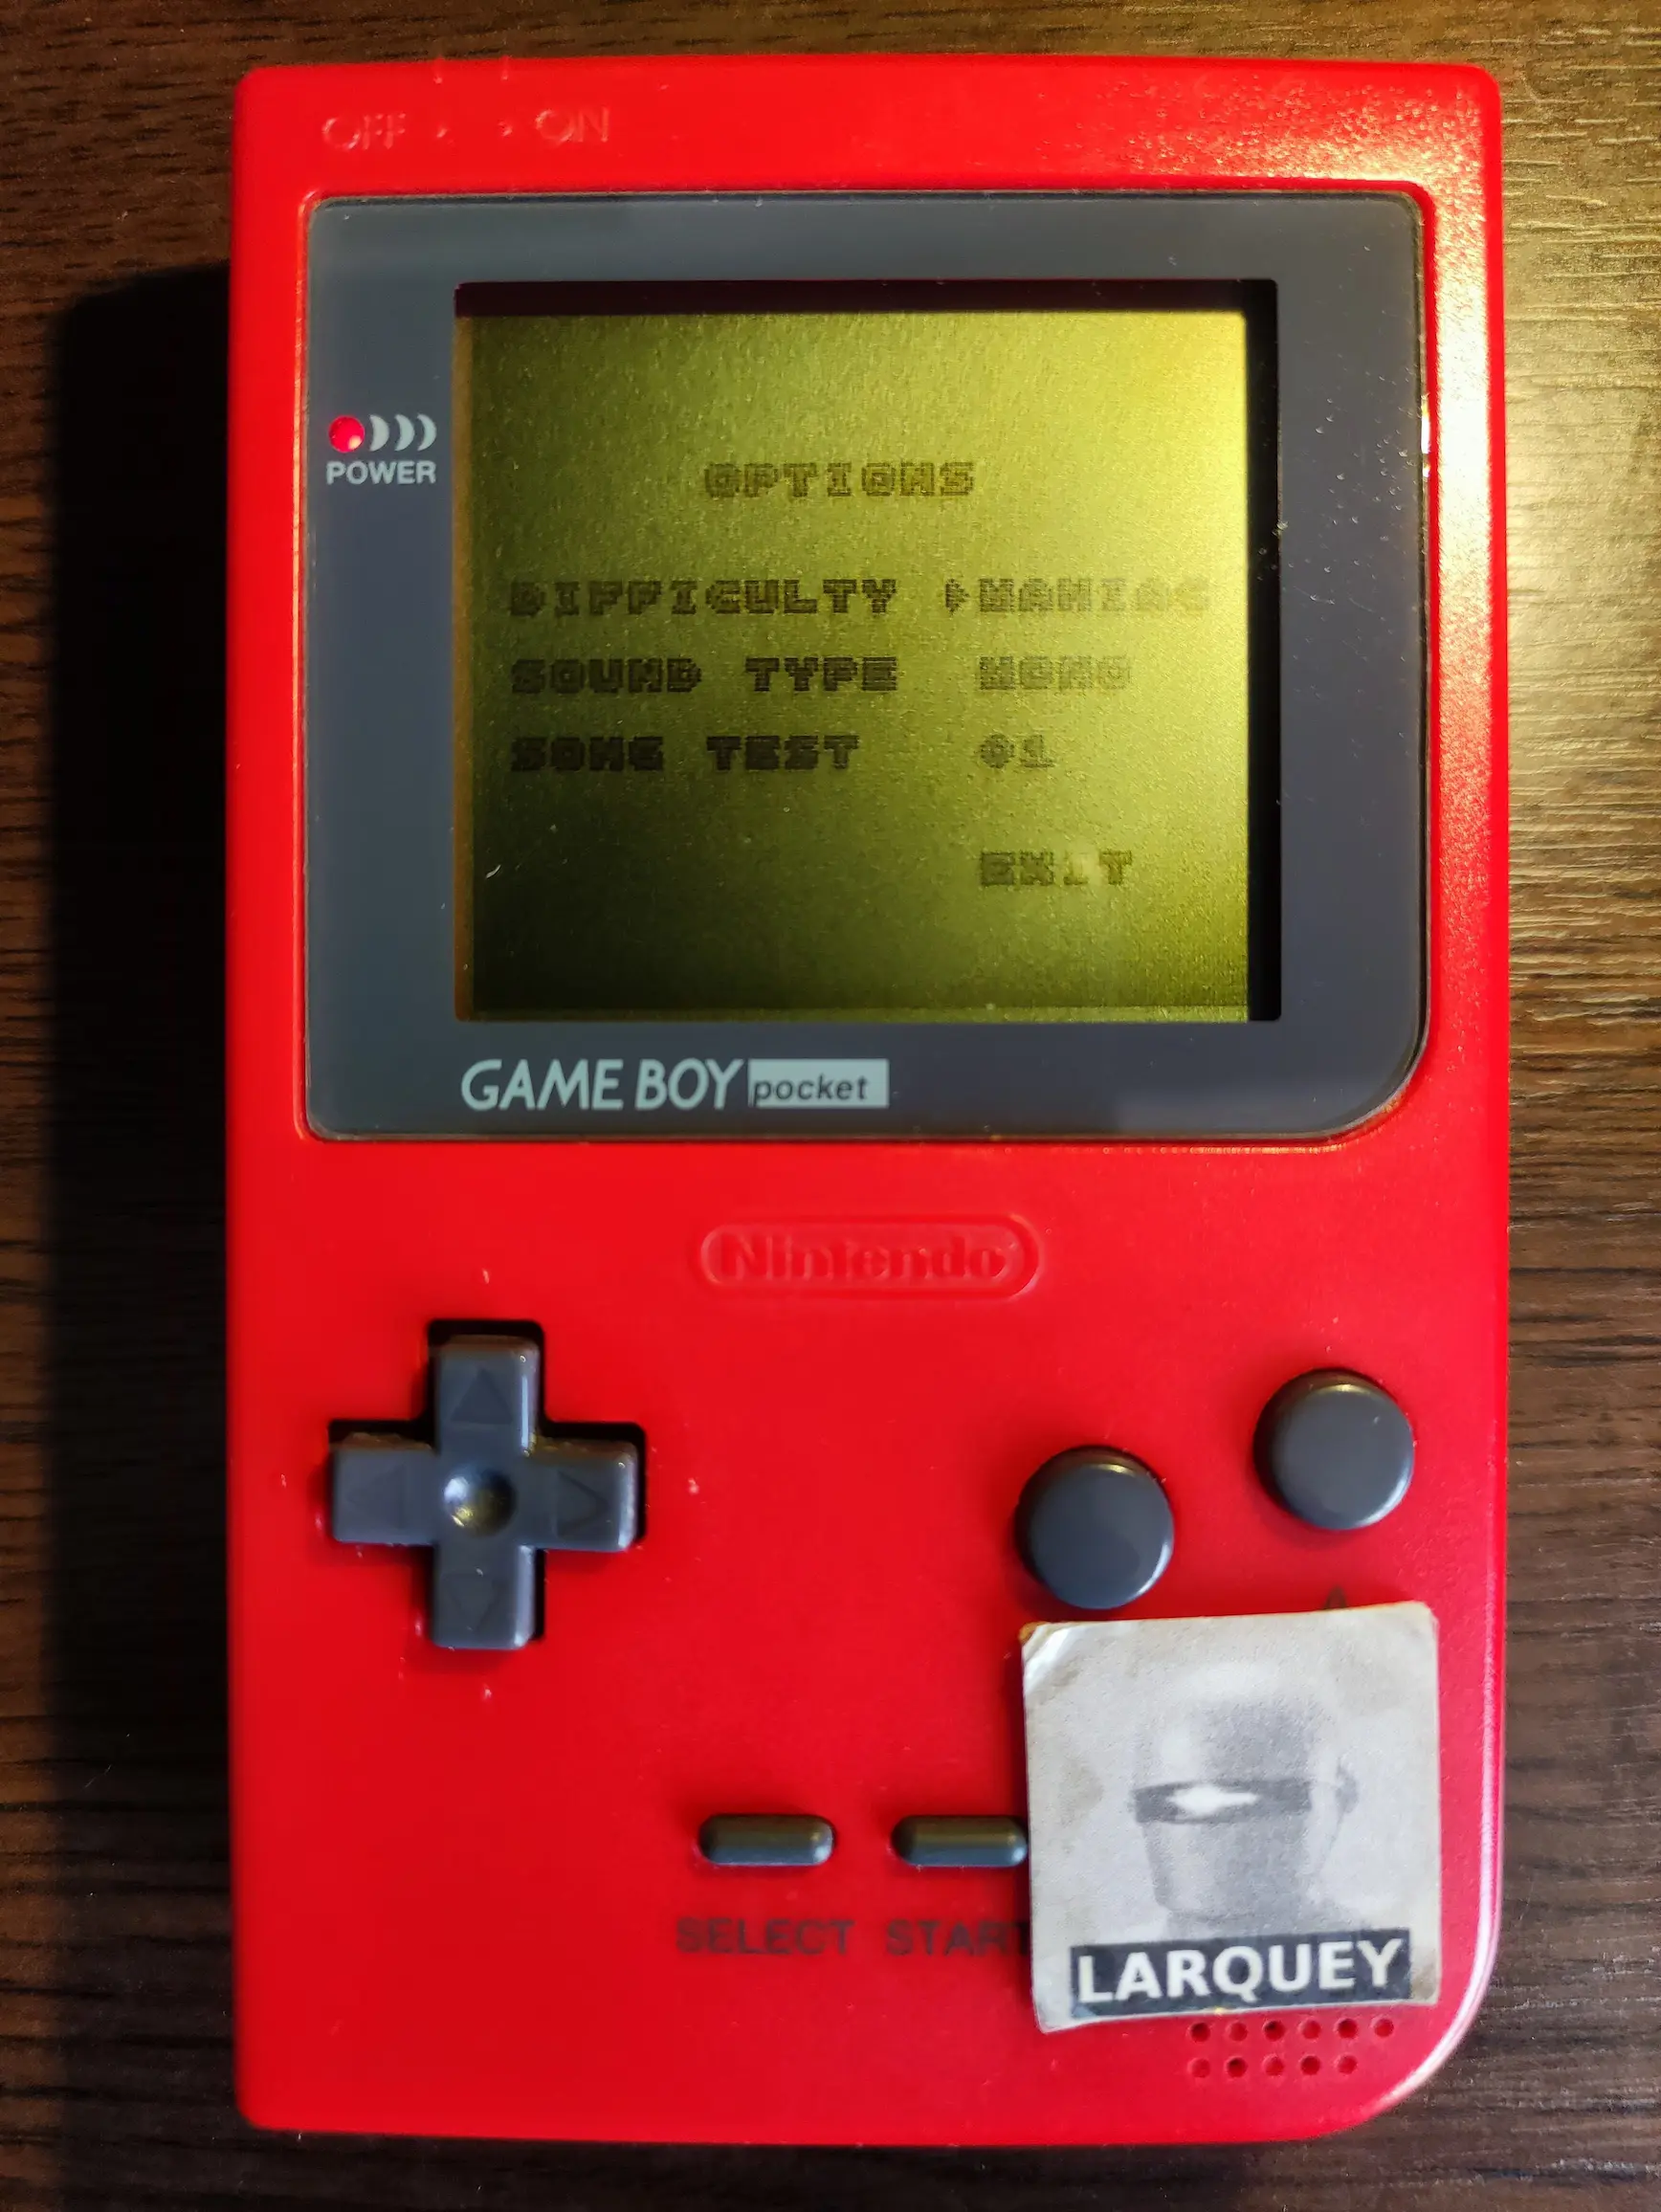 OFF ON
OPTIONS
DIFFICULTY MANIAC
SOUND TYPE MONO
SONG TEST 01
EXIT
POWER
GAME BOY pocket
Nintendo
A
SELECT START
LARQUEY